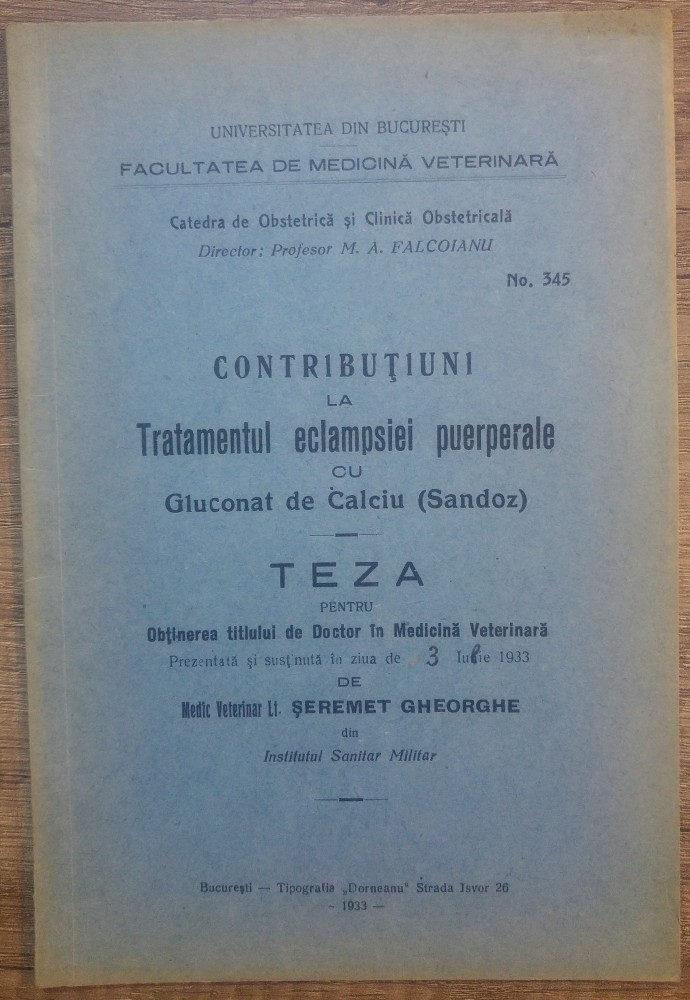 UNIVERSITATEA DIN BUCUREȘTI
FACULTATEA DE MEDICINĂ VETERINARĂ
Catedra de Obstetrică și Clinică Obstetricală
Director: Profesor M. A. FALCOIANU
No. 345
CONTRIBUȚIUNI
LA
Tratamentul eclampsiei puerperale
CU
Gluconat de Calciu (Sandoz)
TEZA
PENTRU
Obținerea titlului de Doctor în Medicină Veterinară
Prezentată și susținută în ziua de 3 Iulie 1933
DE
Medic Veterinar Lt. ȘEREMET GHEORGHE
din
Institutul Sanitar Militar
București — Tipografia „Dorneanu" Strada Isvor 26
- 1933 —